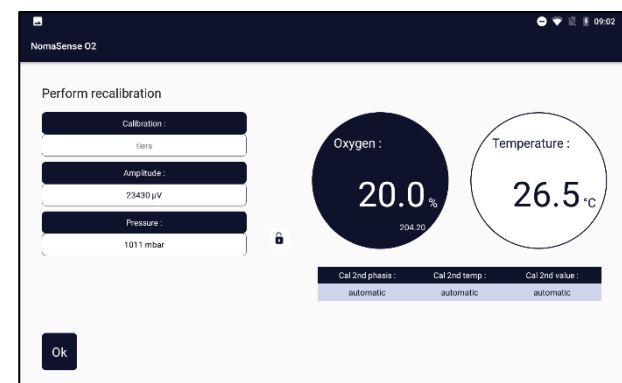 09:02
NomaSense O2
Perform recalibration
Calibration :
tiers
Amplitude :
23430 µV
Pressure :
1011 mbar
Oxygen :
20.0 %
204.20
Temperature :
26.5 °C
Cal 2nd phasis : Cal 2nd temp : Cal 2nd value :
automatic automatic automatic
Ok